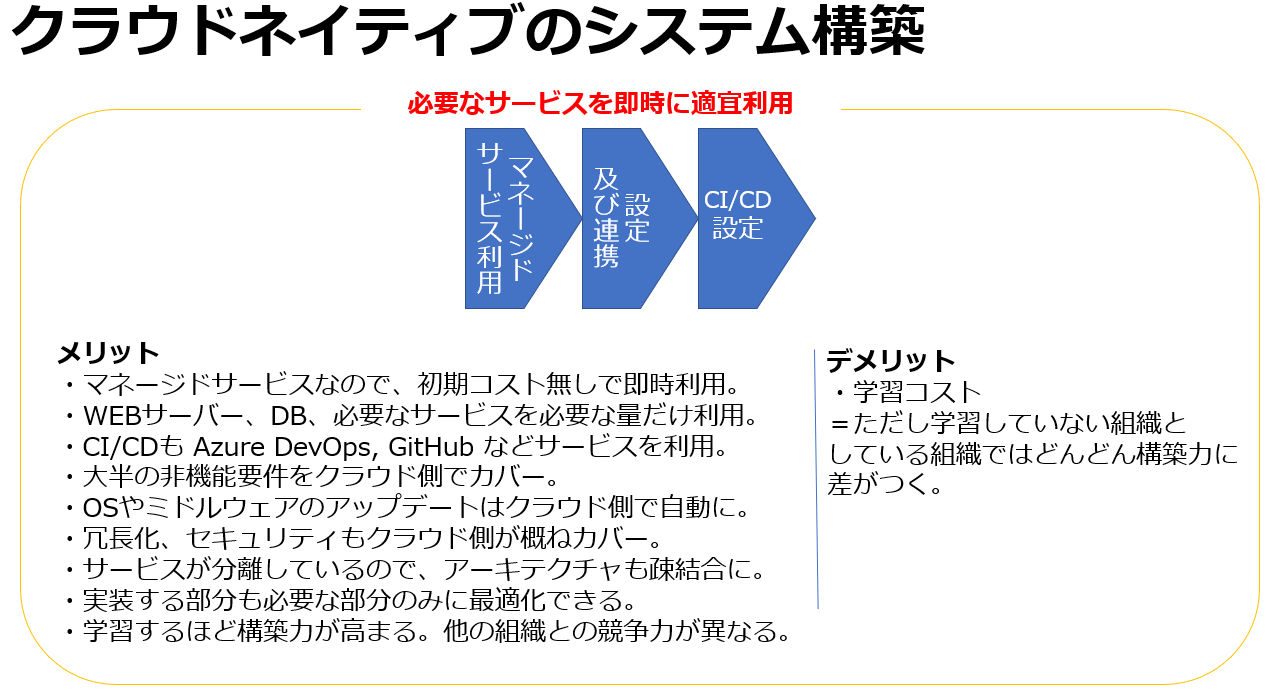 クラウドネイティブのシステム構築
必要なサービスを即時に適宜利用
マネージド
サービス利用
設定
及び連携
CI/CD
設定
メリット
・マネージドサービスなので、初期コスト無しで即時利用。
・WEBサーバー、DB、必要なサービスを必要な量だけ利用。
・CI/CDも Azure DevOps, GitHub などサービスを利用。
・大半の非機能要件をクラウド側でカバー。
・OSやミドルウェアのアップデートはクラウド側で自動に。
・冗長化、セキュリティもクラウド側が概ねカバー。
・サービスが分離しているので、アーキテクチャも疎結合に。
・実装する部分も必要な部分のみに最適化できる。
・学習するほど構築力が高まる。他の組織との競争力が異なる。
デメリット
・学習コスト
＝ただし学習していない組織と
している組織ではどんどん構築力に
差がつく。